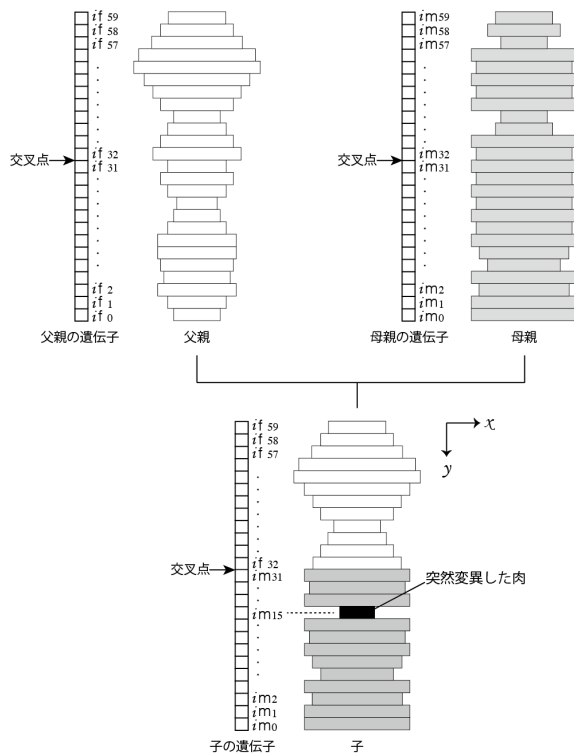 if 59
if 58
if 57
交叉点
if 32
if 31
if 2
if 1
if 0
父親の遺伝子
父親
im59
im58
im57
交叉点
im32
im31
im2
im1
im0
母親の遺伝子
母親
if 59
if 58
if 57
x
y
交叉点
if 32
im31
突然変異した肉
im15
im2
im1
im0
子の遺伝子
子